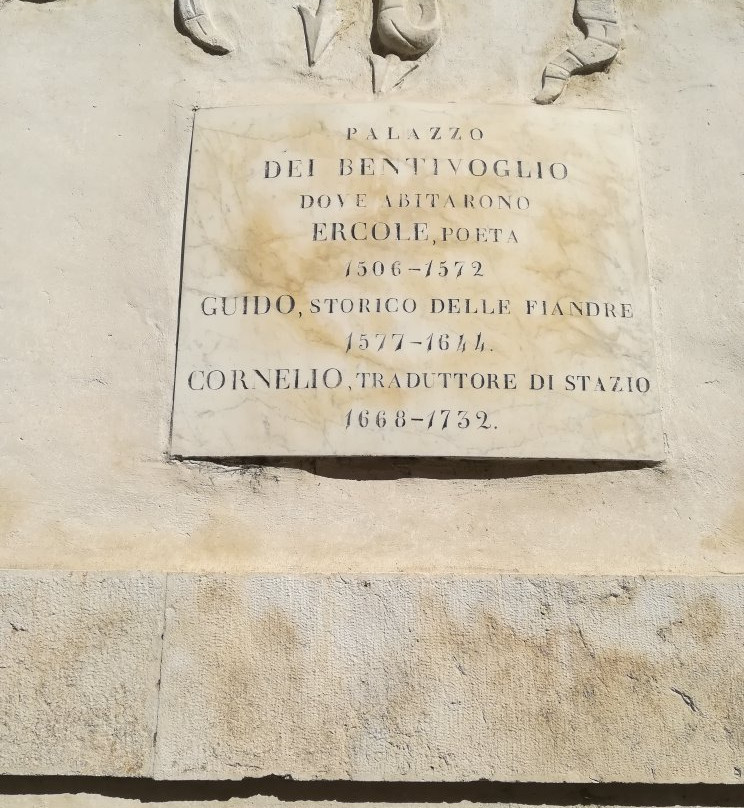 PALAZZO
DEI BENTIVOGLIO
DOVE ABITARONO
ERCOLE, POETA
1506-1572
GUIDO, STORICO DELLE FIANDRE
1577-1644.
CORNELIO, TRADUTTORE DI STAZIO
1668-1732.